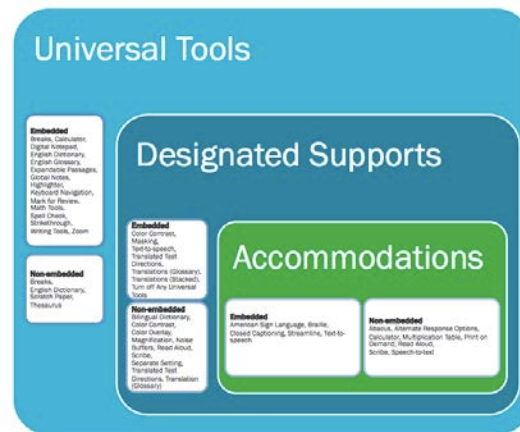 Universal Tools
Embedded
Breaks, Calculator,
Digital Notepad,
English Dictionary,
English Glossary,
Expandable Passages,
Global Notes,
Highlighter,
Keyboard Navigation,
Mark for Review,
Math Tools,
Spell Check,
Strikethrough,
Writing Tools, Zoom
Non-embedded
Breaks,
English Dictionary,
Scratch Paper,
Thesaurus
Designated Supports
Embedded
Color Contrast,
Masking,
Text-to-speech,
Translated Test
Directions,
Translations (Glossary),
Translations (Stacked),
Turn off Any Universal
Tools
Non-embedded
Bilingual Dictionary,
Color Contrast,
Color Overlay,
Magnification, Noise
Buffers, Read Aloud,
Scribe,
Separate Setting,
Translated Test
Directions, Translation
(Glossary)
Accommodations
Embedded
American Sign Language, Braille,
Closed Captioning, Streamline, Text-to-
speech
Non-embedded
Abacus, Alternate Response Options,
Calculator, Multiplication Table, Print on
Demand, Read Aloud,
Scribe, Speech-to-text